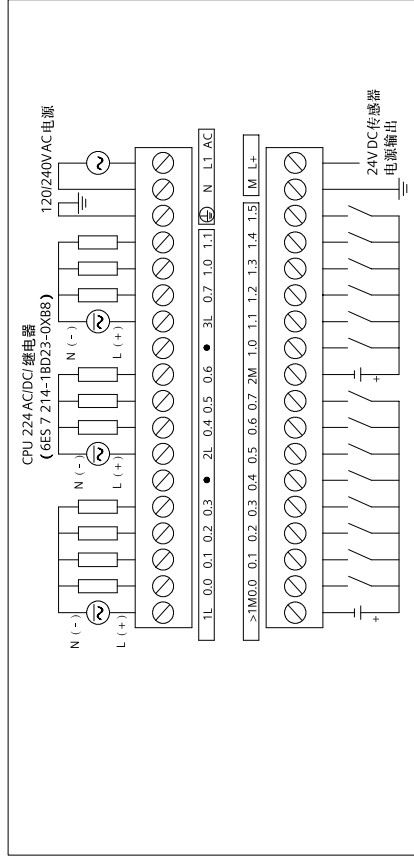 CPU 224 AC/DC/继电器
( 6ES 7 214-1BD23-0XB8 )
N ( - )
L ( + )
N ( - )
L ( + )
N ( - )
L ( + )
120/240V AC 电源
1L 0.0 0.1 0.2 0.3 • 2L 0.4 0.5 0.6 • 3L 0.7 1.0 1.1 N L1 AC
>1M 0.0 0.1 0.2 0.3 0.4 0.5 0.6 0.7 2M 1.0 1.1 1.2 1.3 1.4 1.5 M L+
+
+
24V DC传感器
电源输出